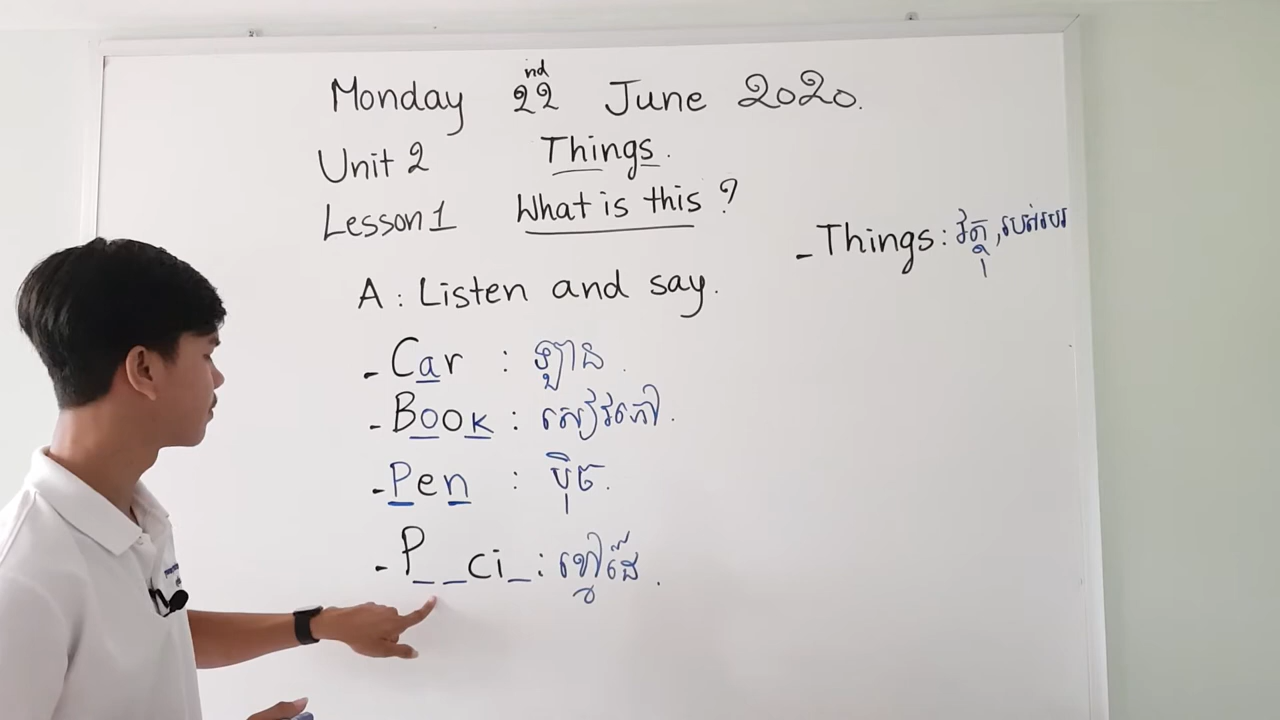 Monday 22nd June 2020.
Unit 2 Things.
Lesson 1 What is this ?
- Things : វត្ថុ , របស់របរ
A : Listen and say.
- Car : ឡាន .
- Book : សៀវភៅ .
- Pen : ប៊ិច .
- P_ _ci_ : ខ្មៅដៃ .